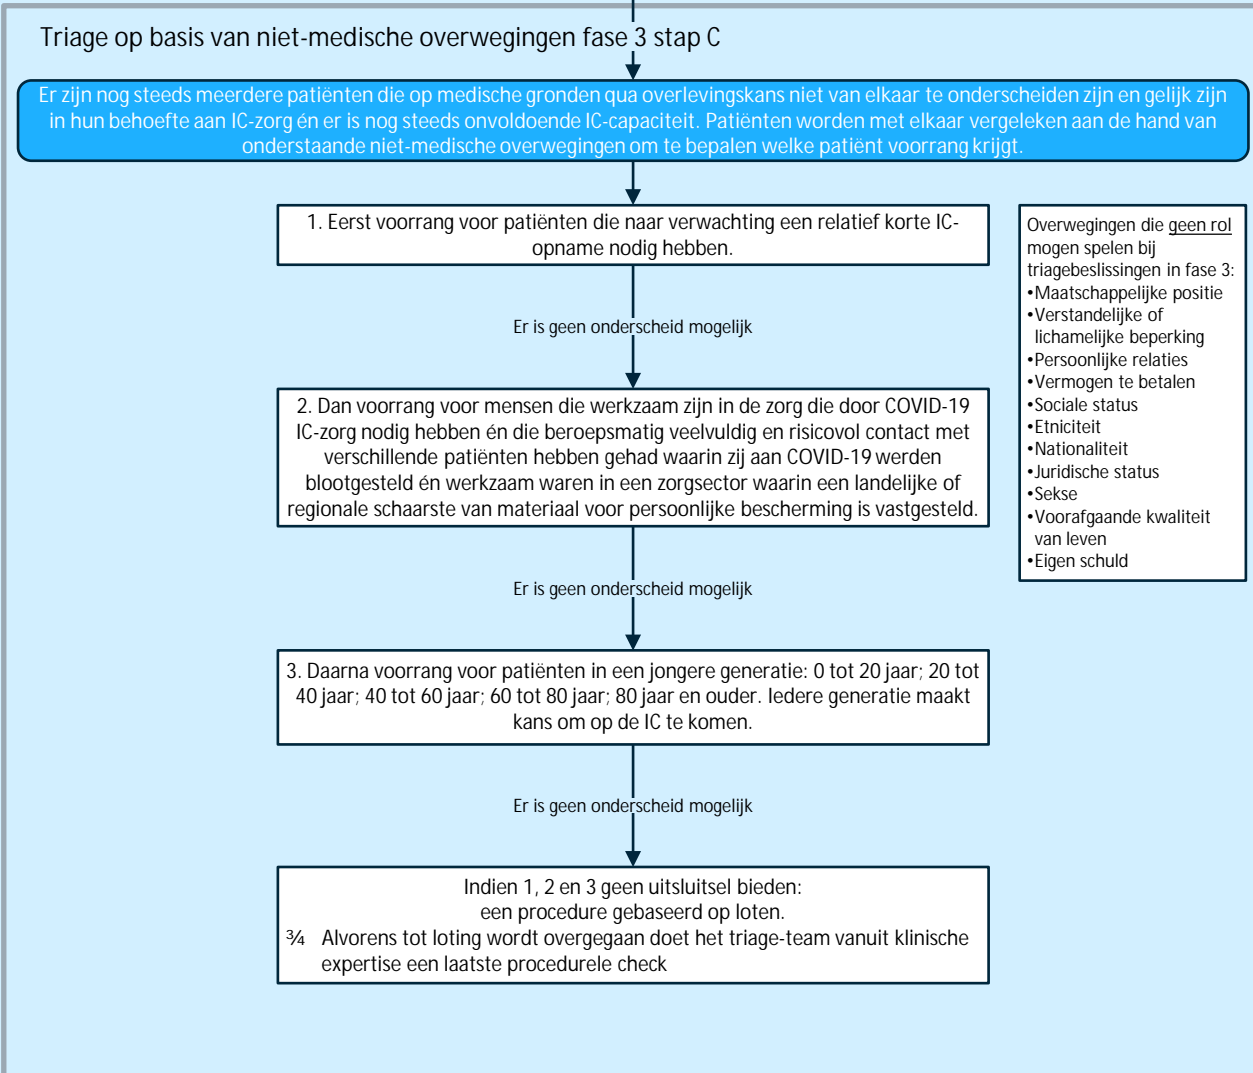 Triage op basis van niet-medische overwegingen fase 3 stap C
Er zijn nog steeds meerdere patiënten die op medische gronden qua overlevingskans niet van elkaar te onderscheiden zijn en gelijk zijn
in hun behoefte aan IC-zorg én er is nog steeds onvoldoende IC-capaciteit. Patiënten worden met elkaar vergeleken aan de hand van
onderstaande niet-medische overwegingen om te bepalen welke patiënt voorrang krijgt.
1. Eerst voorrang voor patiënten die naar verwachting een relatief korte IC-
opname nodig hebben.
Er is geen onderscheid mogelijk
2. Dan voorrang voor mensen die werkzaam zijn in de zorg die door COVID-19
IC-zorg nodig hebben én die beroepsmatig veelvuldig en risicovol contact met
verschillende patiënten hebben gehad waarin zij aan COVID-19 werden
blootgesteld én werkzaam waren in een zorgsector waarin een landelijke of
regionale schaarste van materiaal voor persoonlijke bescherming is vastgesteld.
Er is geen onderscheid mogelijk
3. Daarna voorrang voor patiënten in een jongere generatie: 0 tot 20 jaar; 20 tot
40 jaar; 40 tot 60 jaar; 60 tot 80 jaar; 80 jaar en ouder. Iedere generatie maakt
kans om op de IC te komen.
Er is geen onderscheid mogelijk
Indien 1, 2 en 3 geen uitsluitsel bieden:
een procedure gebaseerd op loten.
¾ Alvorens tot loting wordt overgegaan doet het triage-team vanuit klinische
expertise een laatste procedurele check
Overwegingen die geen rol
mogen spelen bij
triagebeslissingen in fase 3:
•Maatschappelijke positie
•Verstandelijke of
lichamelijke beperking
•Persoonlijke relaties
•Vermogen te betalen
•Sociale status
•Etniciteit
•Nationaliteit
•Juridische status
•Sekse
•Voorafgaande kwaliteit
van leven
•Eigen schuld